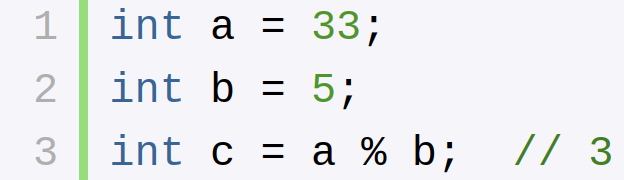 1 int a = 33;
2 int b = 5;
3 int c = a % b;  // 3